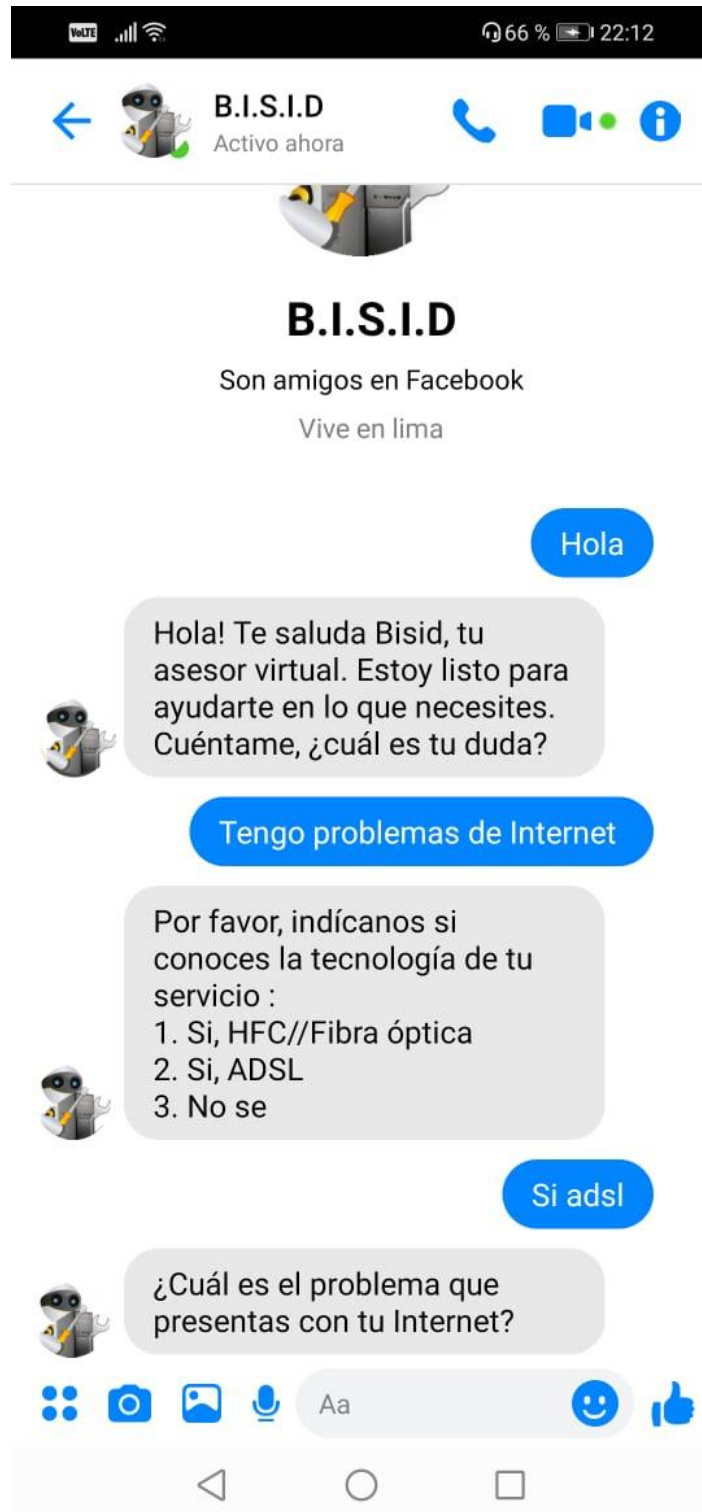 VoLTE 66 % 22:12
B.I.S.I.D
Activo ahora
B.I.S.I.D
Son amigos en Facebook
Vive en lima
Hola
Hola! Te saluda Bisid, tu
asesor virtual. Estoy listo para
ayudarte en lo que necesites.
Cuéntame, ¿cuál es tu duda?
Tengo problemas de Internet
Por favor, indícanos si
conoces la tecnología de tu
servicio :
1. Si, HFC//Fibra óptica
2. Si, ADSL
3. No se
Si adsl
¿Cuál es el problema que
presentas con tu Internet?
Aa